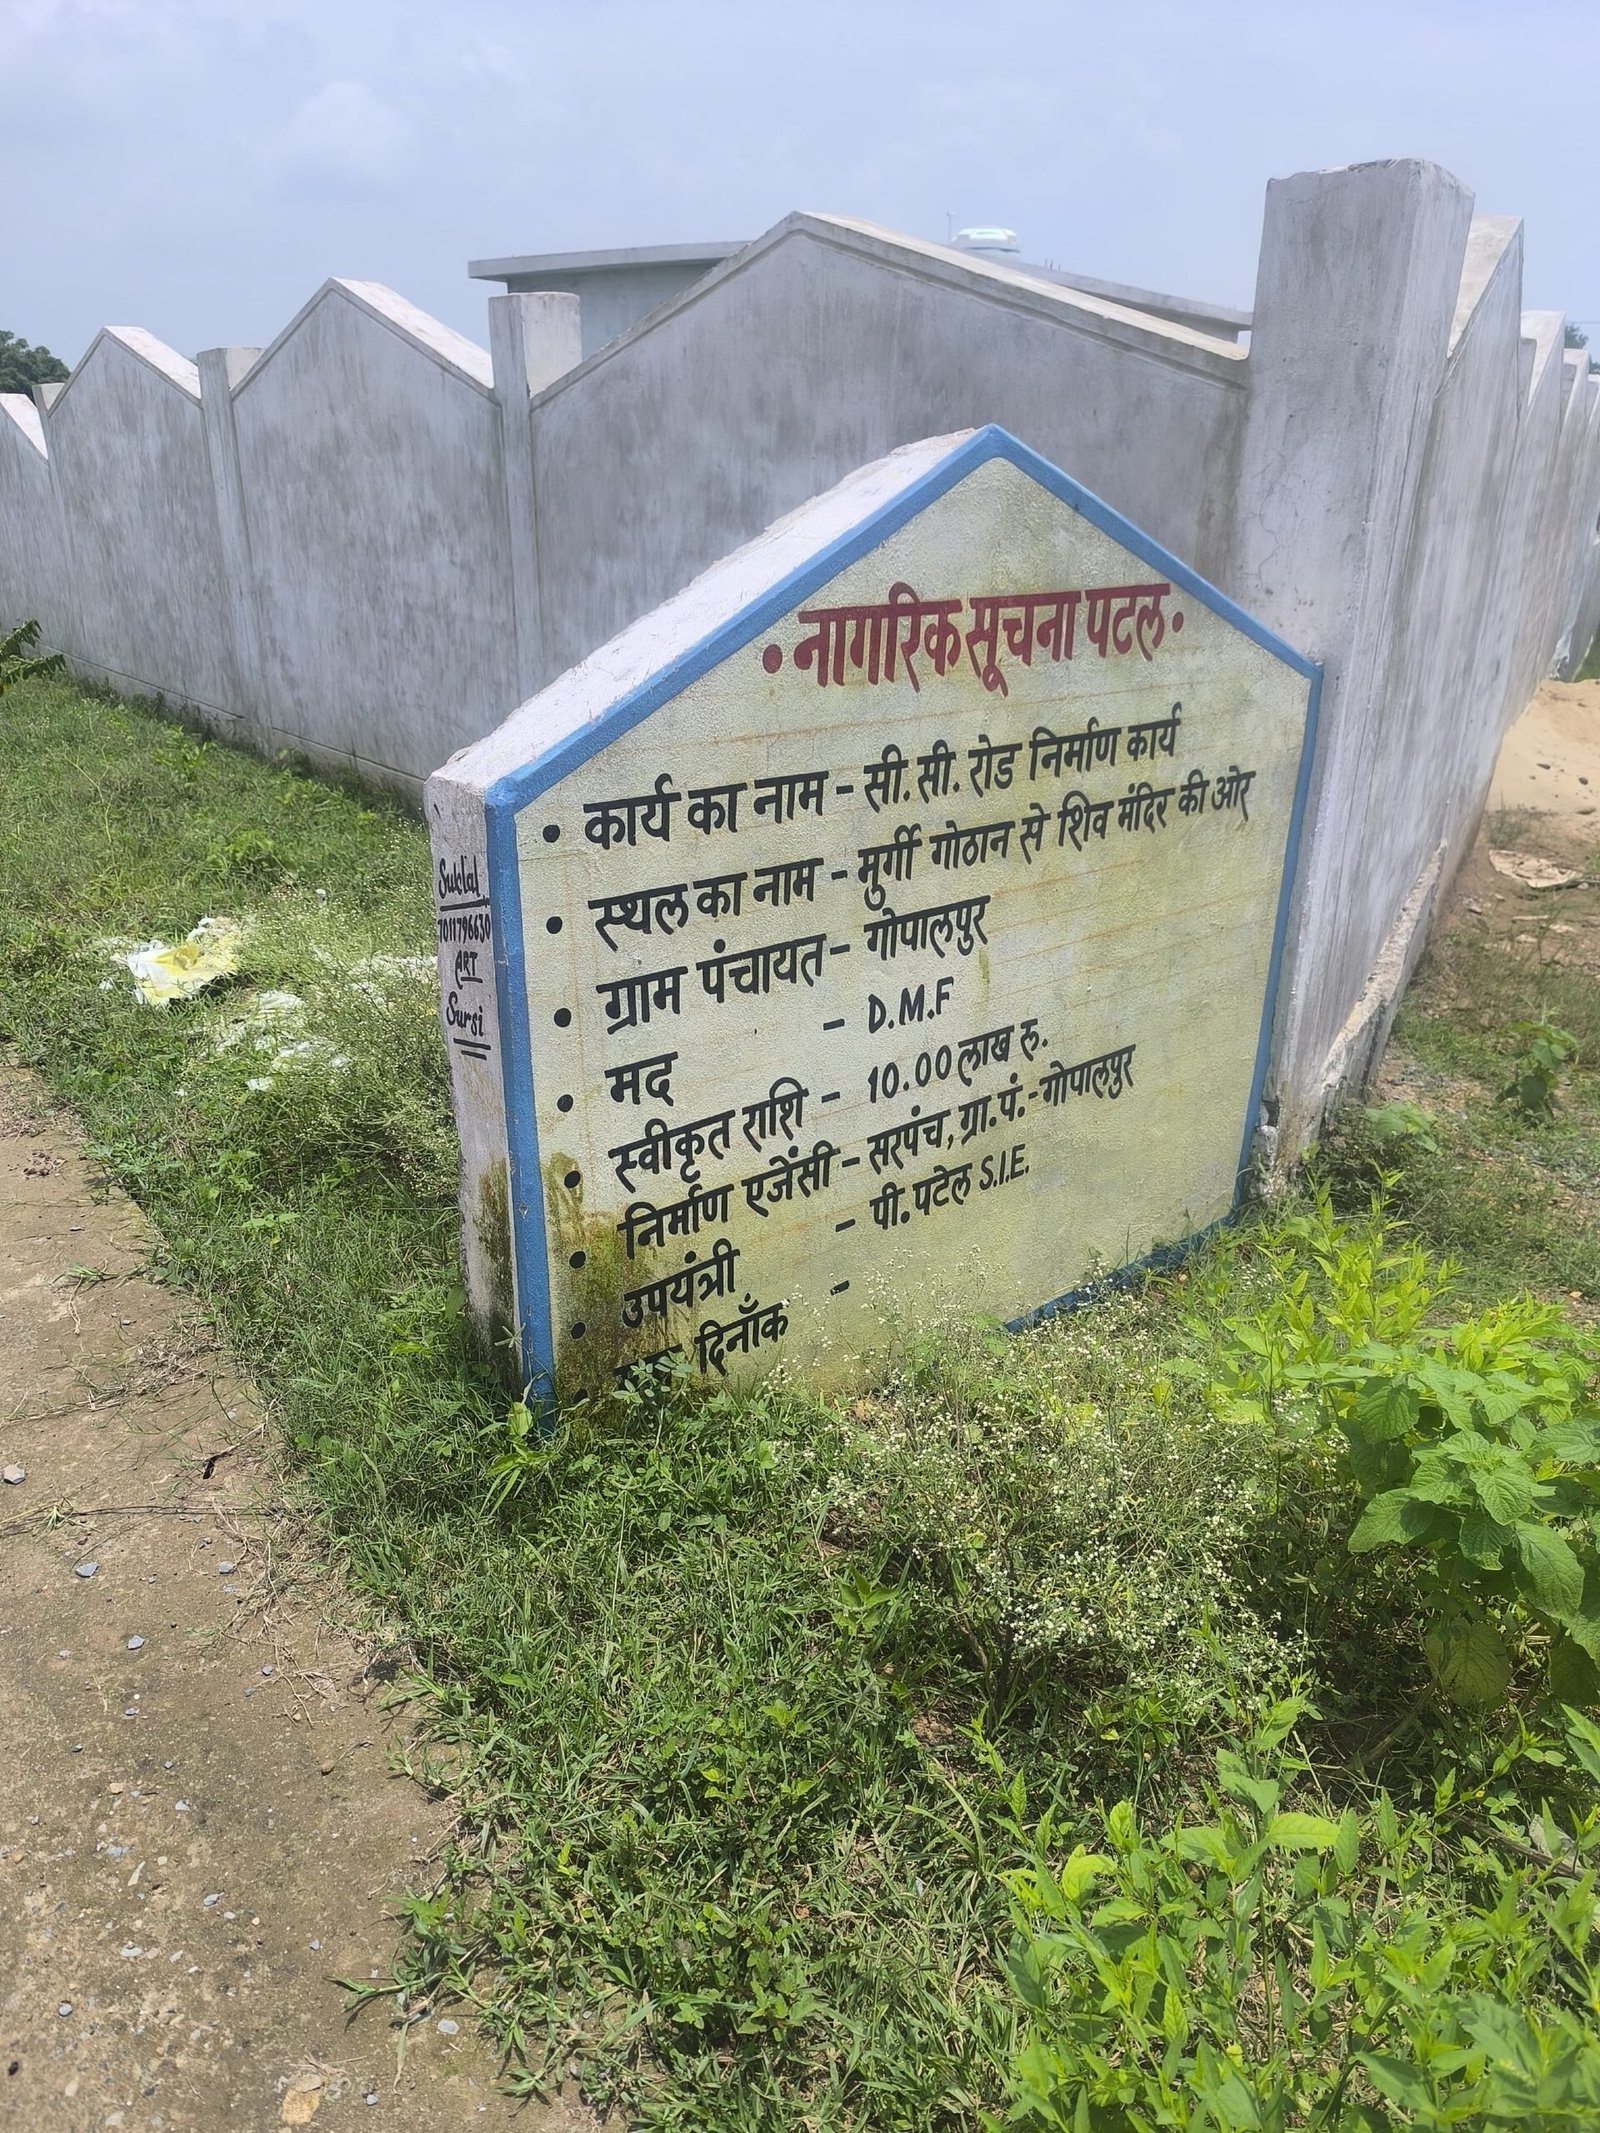 • नागरिक सूचना पटल •
• कार्य का नाम - सी. सी. रोड निर्माण कार्य
• स्थल का नाम - मुर्गी गोठान से शिव मंदिर की ओर
• ग्राम पंचायत - गोपालपुर
• मद - D.M.F
• स्वीकृत राशि - 10.00 लाख रु.
• निर्माण एजेंसी - सरपंच, ग्रा.पं.-गोपालपुर
• उपयंत्री - पी. पटेल S.I.E.
• दिनाँक -
Suklal
7011796630
ART
Sursi